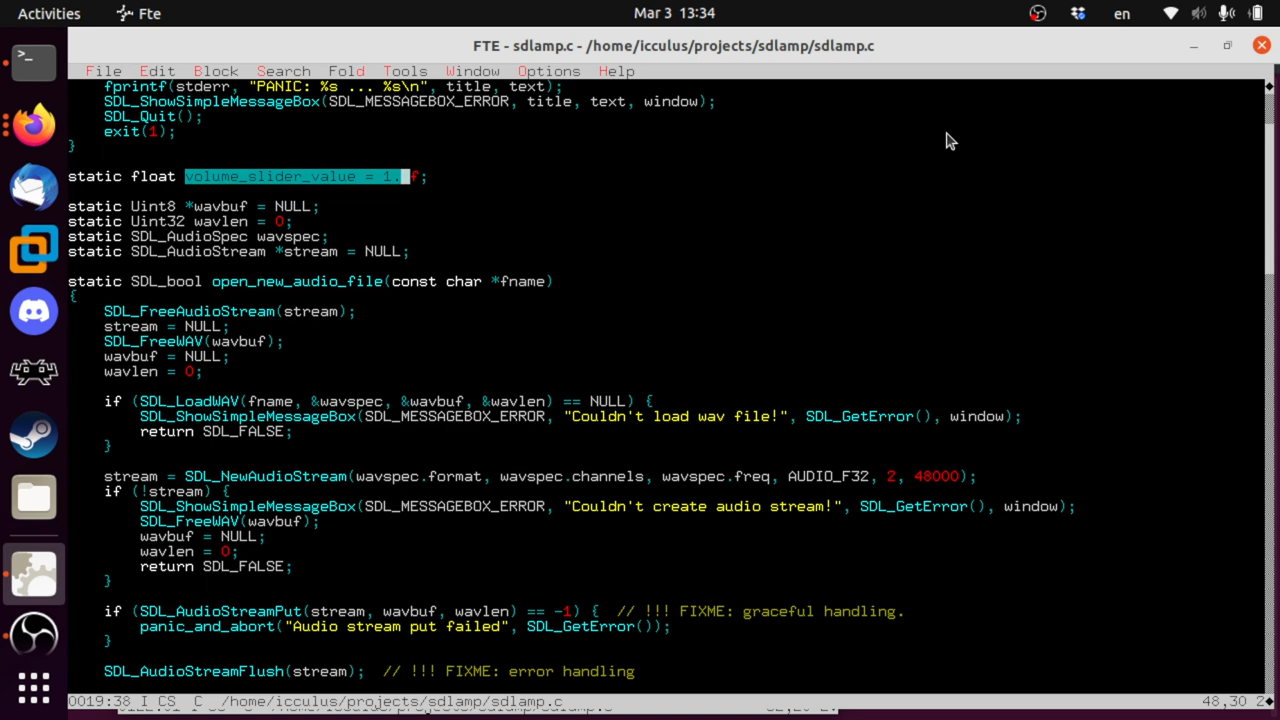 Activities Fte Mar 3 13:34 en
FTE - sdlamp.c - /home/icculus/projects/sdlamp/sdlamp.c
File Edit Block Search Fold Tools Window Options Help
fprintf(stderr, "PANIC: %s ... %s\n", title, text);
SDL_ShowSimpleMessageBox(SDL_MESSAGEBOX_ERROR, title, text, window);
SDL_Quit();
exit(1);
}
static float volume_slider_value = 1. f;
static Uint8 *wavbuf = NULL;
static Uint32 wavlen = 0;
static SDL_AudioSpec wavspec;
static SDL_AudioStream *stream = NULL;
static SDL_bool open_new_audio_file(const char *fname)
{
SDL_FreeAudioStream(stream);
stream = NULL;
SDL_FreeWAV(wavbuf);
wavbuf = NULL;
wavlen = 0;
if (SDL_LoadWAV(fname, &wavspec, &wavbuf, &wavlen) == NULL) {
SDL_ShowSimpleMessageBox(SDL_MESSAGEBOX_ERROR, "Couldn't load wav file!", SDL_GetError(), window);
return SDL_FALSE;
}
stream = SDL_NewAudioStream(wavspec.format, wavspec.channels, wavspec.freq, AUDIO_F32, 2, 48000);
if (!stream) {
SDL_ShowSimpleMessageBox(SDL_MESSAGEBOX_ERROR, "Couldn't create audio stream!", SDL_GetError(), window);
SDL_FreeWAV(wavbuf);
wavbuf = NULL;
wavlen = 0;
return SDL_FALSE;
}
if (SDL_AudioStreamPut(stream, wavbuf, wavlen) == -1) { // !!! FIXME: graceful handling.
panic_and_abort("Audio stream put failed", SDL_GetError());
}
SDL_AudioStreamFlush(stream); // !!! FIXME: error handling
0019:38 I CS C /home/icculus/projects/sdlamp/sdlamp.c 48,30 2